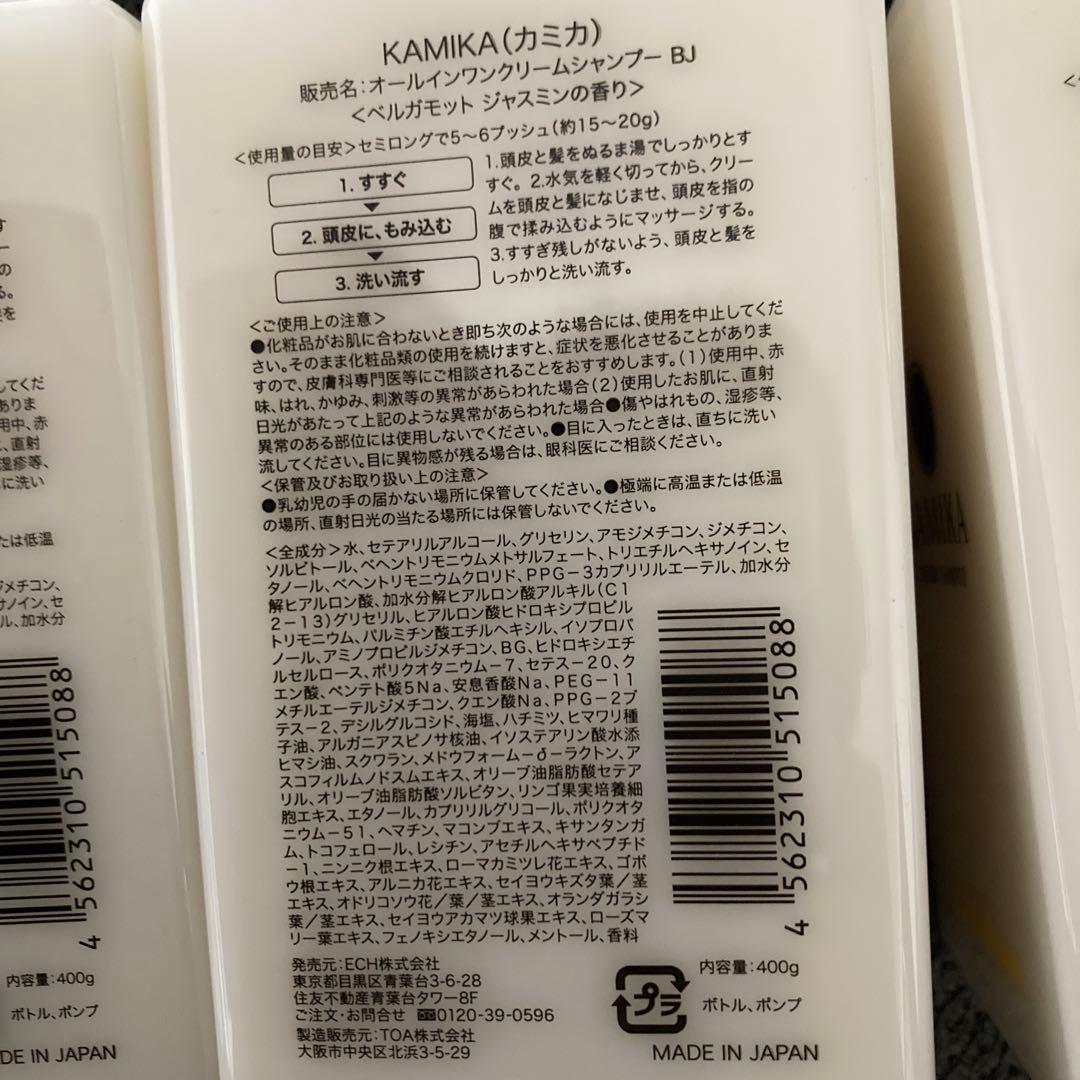 KAMIKA(カミカ)
販売名:オールインワンクリームシャンプー BJ
<ベルガモット ジャスミンの香り>
<使用量の目安>セミロングで5〜6プッシュ(約15〜20g)
1. すすぐ
2. 頭皮に、もみ込む
3. 洗い流す
1.頭皮と髪をぬるま湯でしっかりとす
すぐ。2.水気を軽く切ってから、クリー
ムを頭皮と髪になじませ、頭皮を指の
腹で揉み込むようにマッサージする。
3.すすぎ残しがないよう、頭皮と髪を
しっかりと洗い流す。
<ご使用上の注意>
●化粧品がお肌に合わないとき即ち次のような場合には、使用を中止してくだ
さい。そのまま化粧品類の使用を続けますと、症状を悪化させることがありま
すので、皮膚科専門医等にご相談されることをおすすめします。(1)使用中、赤
味、はれ、かゆみ、刺激等の異常があらわれた場合(2)使用したお肌に、直射
日光があたって上記のような異常があらわれた場合●傷やはれもの、湿疹等、
異常のある部位には使用しないでください。●目に入ったときは、直ちに洗い
流してください。目に異物感が残る場合は、眼科医にご相談ください。
<保管及びお取り扱い上の注意>
●乳幼児の手の届かない場所に保管してください。●極端に高温または低温
の場所、直射日光の当たる場所には保管しないでください。
<全成分>水、セテアリルアルコール、グリセリン、アモジメチコン、ジメチコン、
ソルビトール、ベヘントリモニウムメトサルフェート、トリエチルヘキサノイン、セ
タノール、ベヘントリモニウムクロリド、PPG-3カプリリルエーテル、加水分
解ヒアルロン酸、加水分解ヒアルロン酸アルキル(C1
2-13)グリセリル、ヒアルロン酸ヒドロキシプロピル
トリモニウム、パルミチン酸エチルヘキシル、イソプロパ
ノール、アミノプロピルジメチコン、BG、ヒドロキシエチ
ルセルロース、ポリクオタニウム-7、セテス-20、ク
エン酸、ペンテト酸5Na、安息香酸Na、PEG-11
メチルエーテルジメチコン、クエン酸Na、PPG-2ブ
テス-2、デシルグルコシド、海塩、ハチミツ、ヒマワリ種
子油、アルガニアスピノサ核油、イソステアリン酸水添
ヒマシ油、スクワラン、メドウフォーム-δ-ラクトン、ア
スコフィルムノドスムエキス、オリーブ油脂肪酸セテア
リル、オリーブ油脂肪酸ソルビタン、リンゴ果実培養細
胞エキス、エタノール、カプリリルグリコール、ポリクオタ
ニウム-51、ヘマチン、マコンブエキス、キサンタンガ
ム、トコフェロール、レシチン、アセチルヘキサペプチド
-1、ニンニク根エキス、ローマカミツレ花エキス、ゴボ
ウ根エキス、アルニカ花エキス、セイヨウキズタ葉/茎
エキス、オドリコソウ花/葉/茎エキス、オランダガラシ
葉/茎エキス、セイヨウアカマツ球果エキス、ローズマ
リー葉エキス、フェノキシエタノール、メントール、香料
4 562310 515088
発売元:ECH株式会社
東京都目黒区青葉台3-6-28
住友不動産青葉台タワー8F
ご注文・お問合せ 0120-39-0596
製造販売元:TOA株式会社
大阪市中央区北浜3-5-29
プラ
内容量:400g
ボトル、ポンプ
MADE IN JAPAN
してくだ
ありま
用中、赤
、直射
湿疹等、
に洗い
たは低温
ジメチコン、
サノイン、セ
ル、加水分
4 562310 515088
内容量:400g
ボトル、ポンプ
DE IN JAPAN